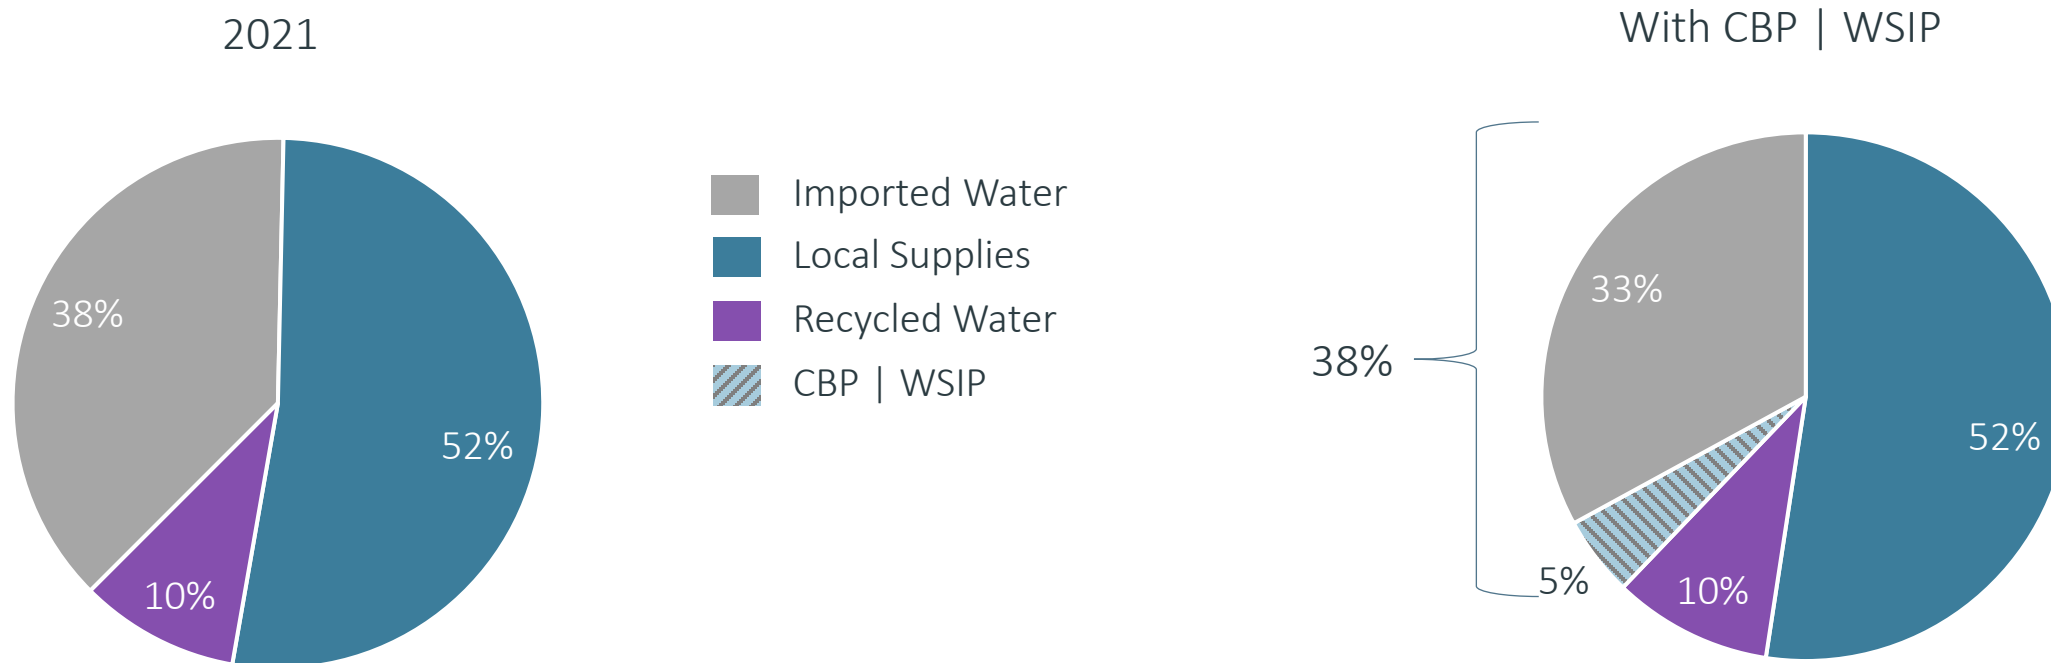 2021
38%
52%
10%
Imported Water
Local Supplies
Recycled Water
CBP | WSIP
With CBP | WSIP
38%
33%
52%
5%
10%